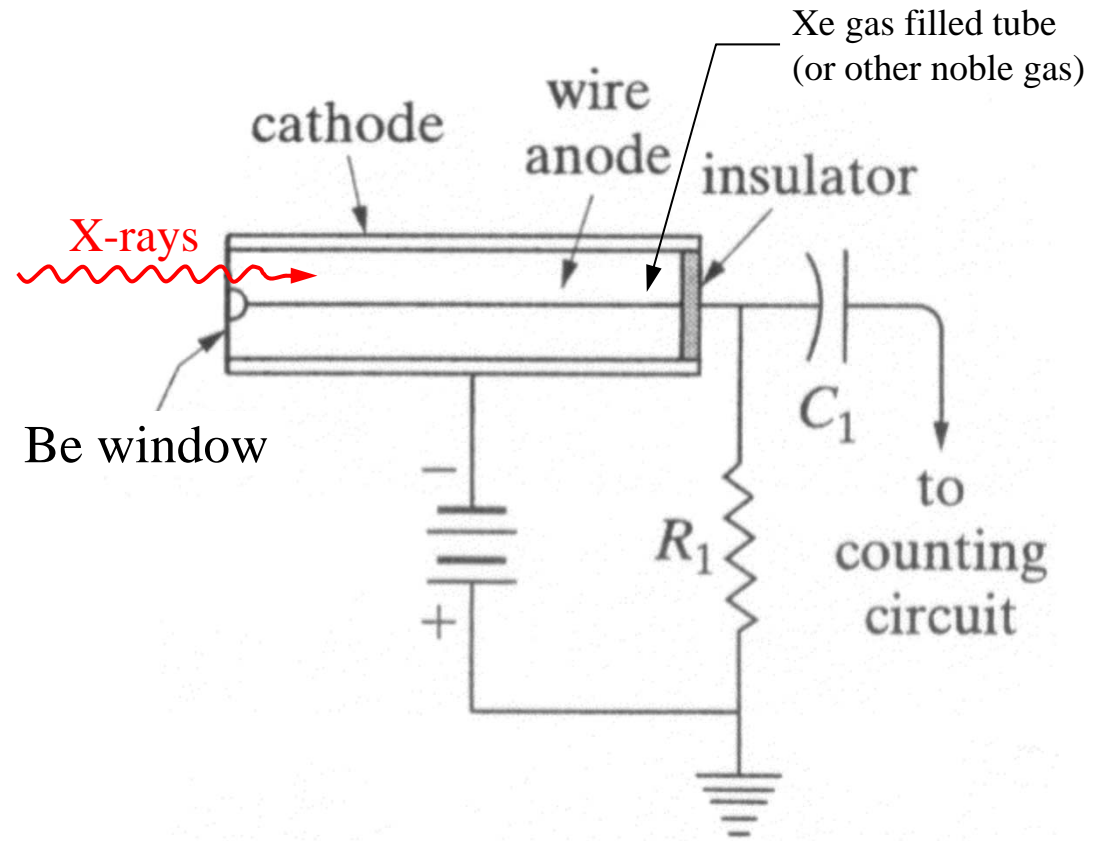 Xe gas filled tube
(or other noble gas)
wire
anode
cathode
insulator
X-rays
Be window
C1
−
+
R1
to
counting
circuit